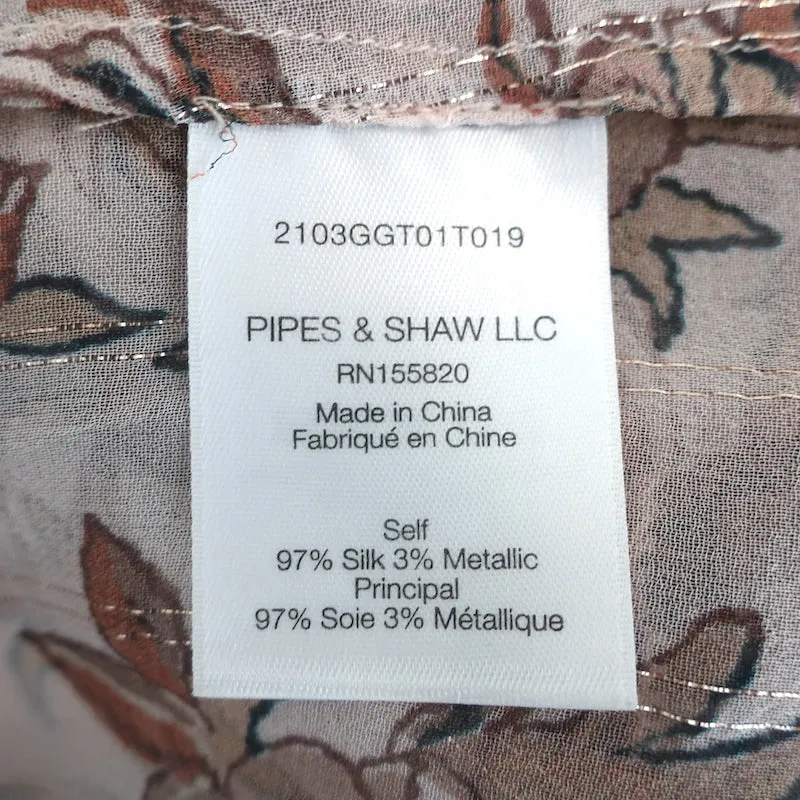 2103GGT01T019
PIPES & SHAW LLC
RN155820
Made in China
Fabriqué en Chine
Self
97% Silk 3% Metallic
Principal
97% Soie 3% Métallique